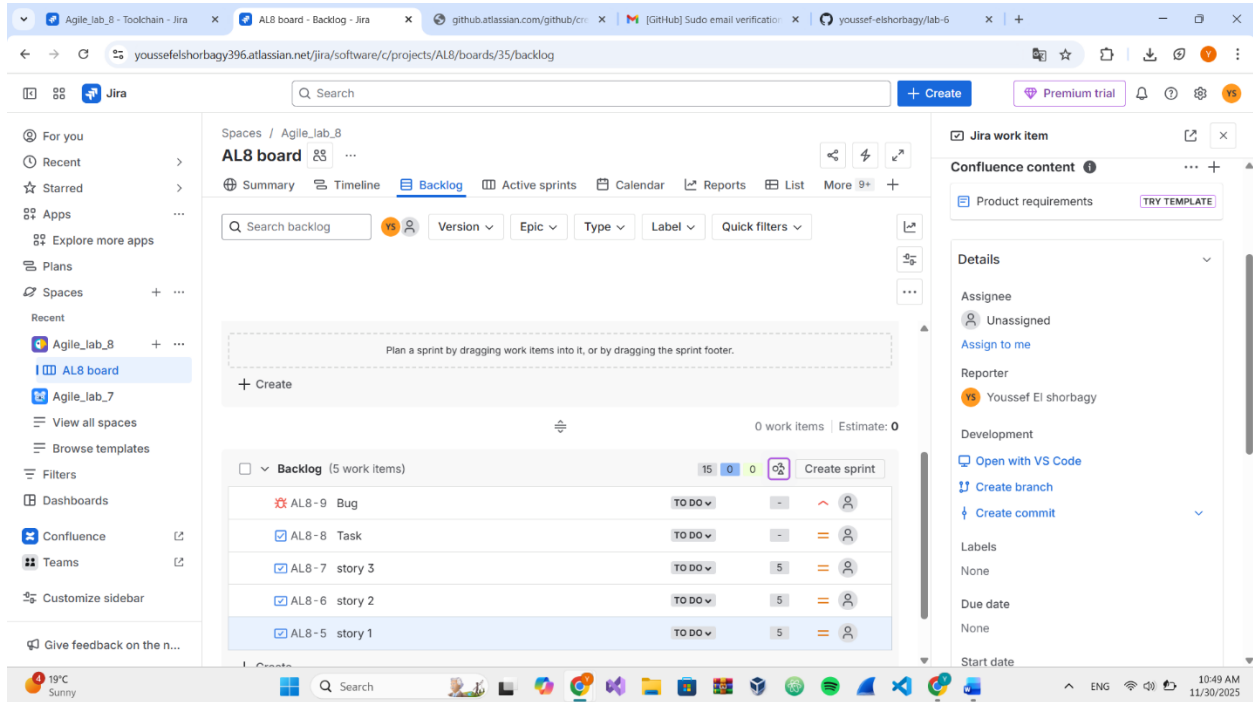 Agile_lab_8 - Toolchain - Jira
AL8 board - Backlog - Jira
github.atlassian.com/github/cre
[GitHub] Sudo email verification
youssef-elshorbagy/lab-6
youssefelshorbagy396.atlassian.net/jira/software/c/projects/AL8/boards/35/backlog
Y
Jira
Search
Create
Premium trial
YS
For you
Recent
Starred
Apps
Explore more apps
Plans
Spaces
Recent
Agile_lab_8
AL8 board
Agile_lab_7
View all spaces
Browse templates
Filters
Dashboards
Confluence
Teams
Customize sidebar
Give feedback on the n...
Spaces / Agile_lab_8
AL8 board
Summary Timeline Backlog Active sprints Calendar Reports List More 9+
Search backlog YS Version Epic Type Label Quick filters
Plan a sprint by dragging work items into it, or by dragging the sprint footer.
Create
0 work items Estimate: 0
Backlog (5 work items) 15 0 0 Create sprint
AL8-9 Bug TO DO -
AL8-8 Task TO DO -
AL8-7 story 3 TO DO 5
AL8-6 story 2 TO DO 5
AL8-5 story 1 TO DO 5
Create
Jira work item
Confluence content
Product requirements TRY TEMPLATE
Details
Assignee
Unassigned
Assign to me
Reporter
YS Youssef El shorbagy
Development
Open with VS Code
Create branch
Create commit
Labels
None
Due date
None
Start date
4 19°C
Sunny
Search
ENG
10:49 AM
11/30/2025